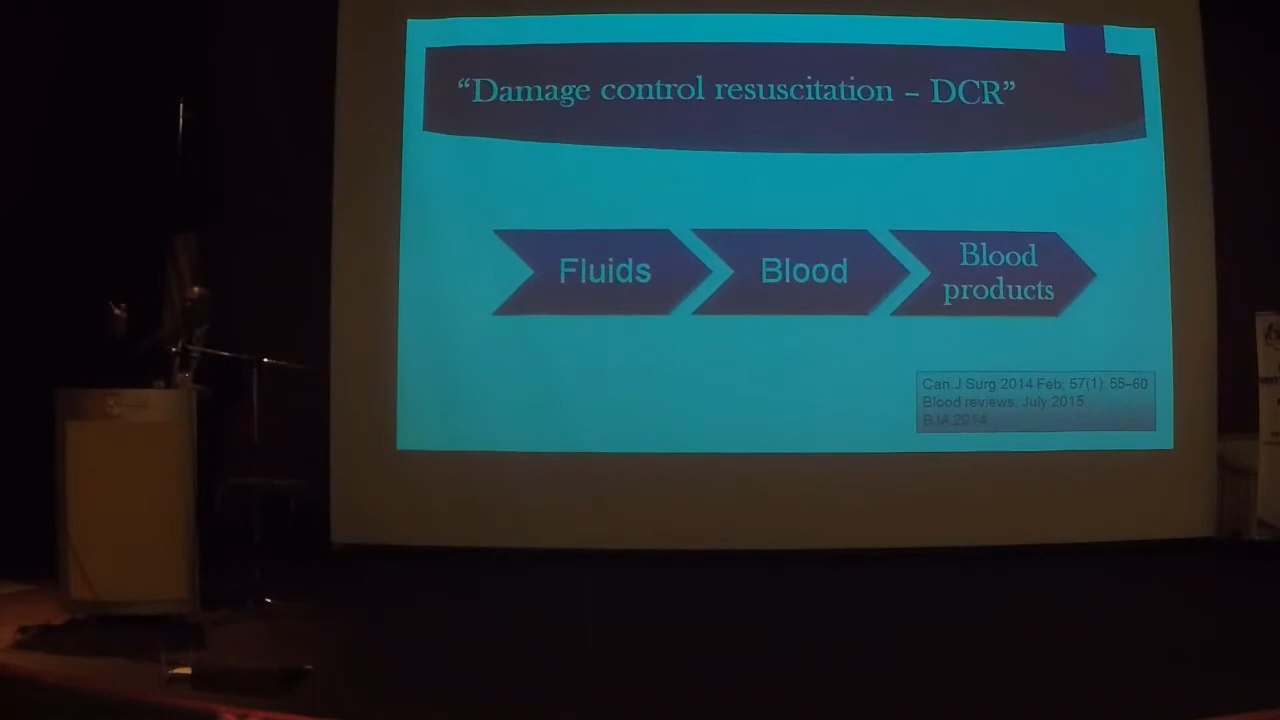 “Damage control resuscitation – DCR”
Fluids
Blood
Blood
products
Can J Surg 2014 Feb; 57(1): 55–60
Blood reviews. July 2015
BJA 2014